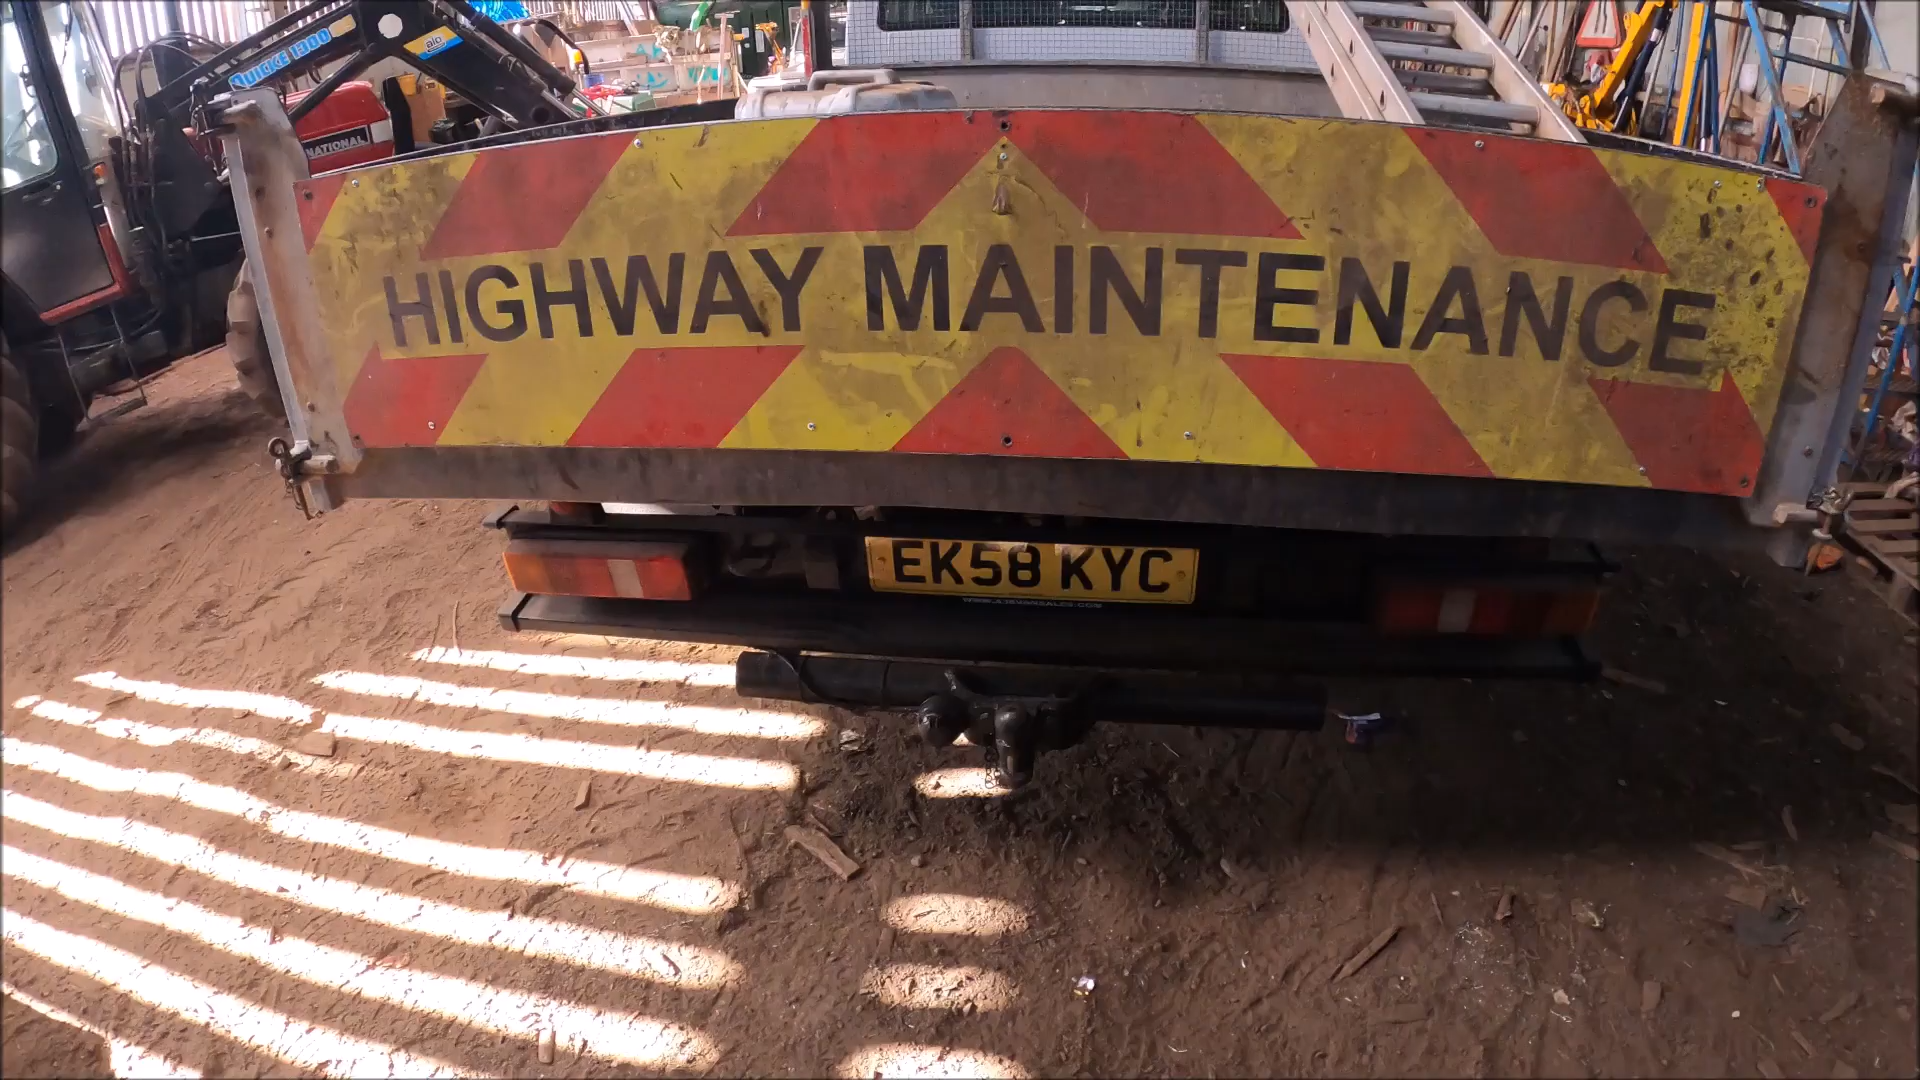 QUICKE 1300
alo
NATIONAL
HIGHWAY MAINTENANCE
EK58 KYC